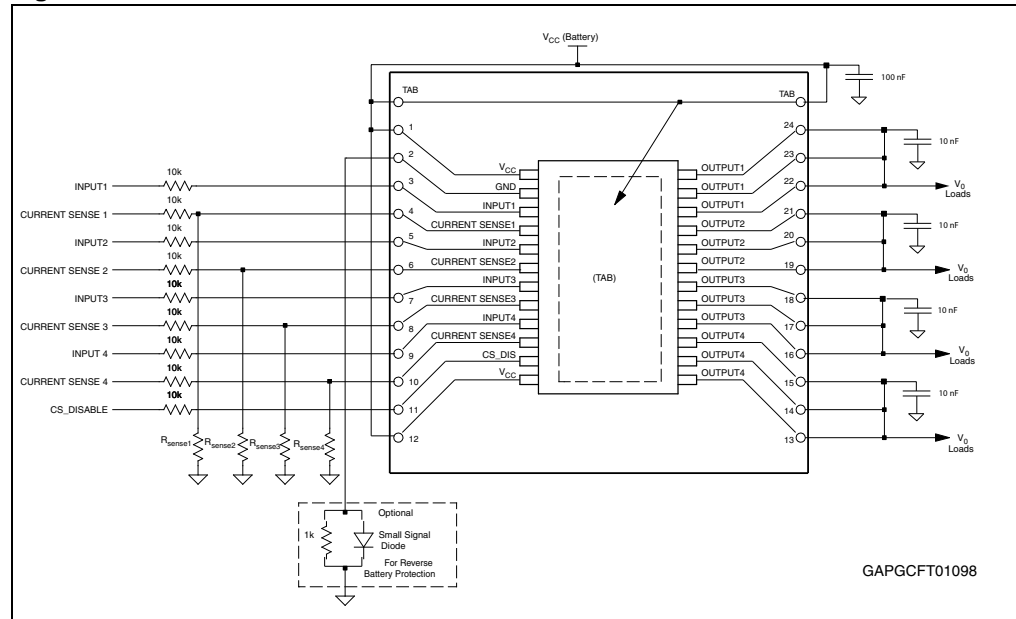 V_CC (Battery)
100 nF
TAB
TAB
1
24
10 nF
2
23
V_CC
OUTPUT1
10k
GND
OUTPUT1
INPUT1
3
22
V_0
Loads
INPUT1
OUTPUT1
10k
CURRENT SENSE 1
4
21
CURRENT SENSE1
OUTPUT2
10 nF
10k
INPUT2
5
20
INPUT2
OUTPUT2
10k
CURRENT SENSE 2
6
19
V_0
Loads
CURRENT SENSE2
OUTPUT2
(TAB)
10k
INPUT3
7
18
INPUT3
OUTPUT3
10 nF
10k
CURRENT SENSE 3
8
17
CURRENT SENSE3
OUTPUT3
10k
INPUT 4
9
16
V_0
Loads
INPUT4
OUTPUT3
10k
CURRENT SENSE 4
10
15
CURRENT SENSE4
OUTPUT4
10 nF
10k
CS_DISABLE
11
14
CS_DIS
OUTPUT4
V_CC
OUTPUT4
12
13
V_0
Loads
R_sense1
R_sense2
R_sense3
R_sense4
Optional
1k
Small Signal
Diode
For Reverse
Battery Protection
GAPGCFT01098